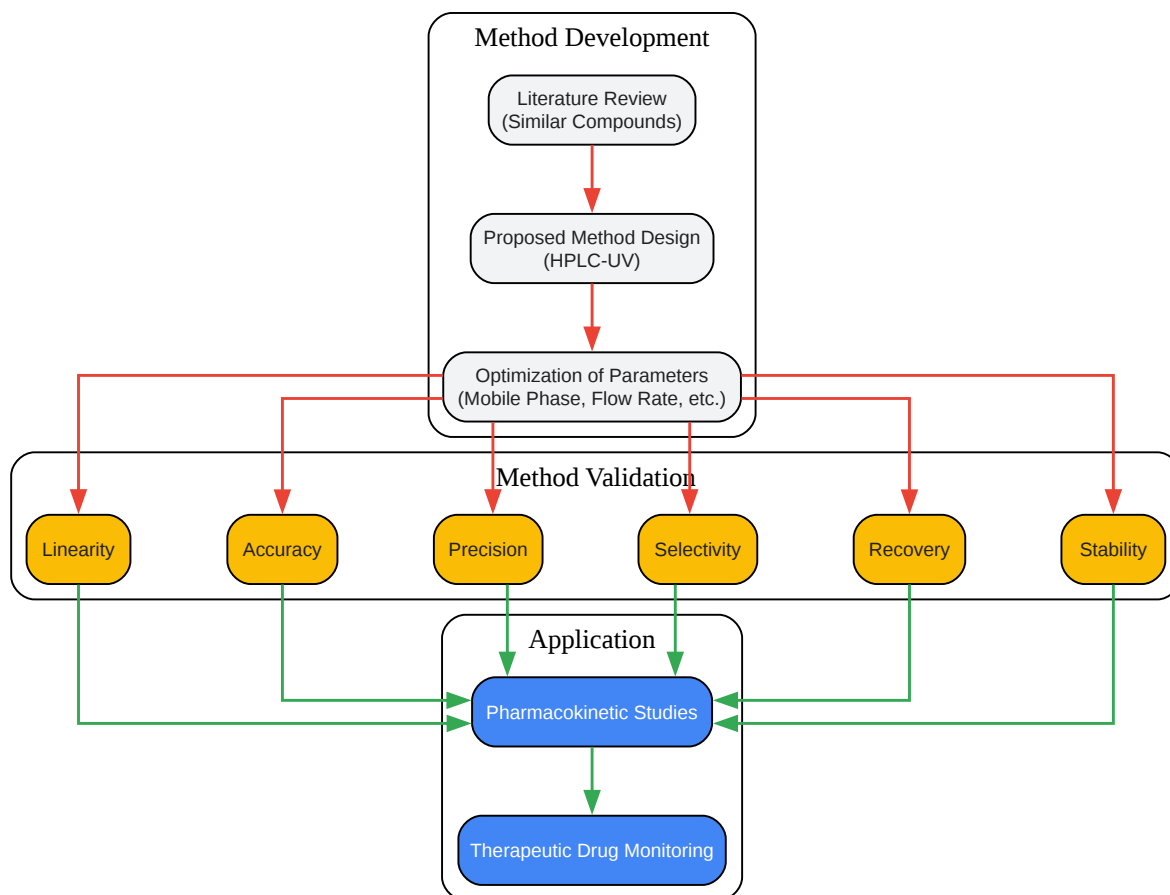 Method Development
Literature Review
(Similar Compounds)
Proposed Method Design
(HPLC-UV)
Optimization of Parameters
(Mobile Phase, Flow Rate, etc.)
Method Validation
Linearity
Accuracy
Precision
Selectivity
Recovery
Stability
Application
Pharmacokinetic Studies
Therapeutic Drug Monitoring